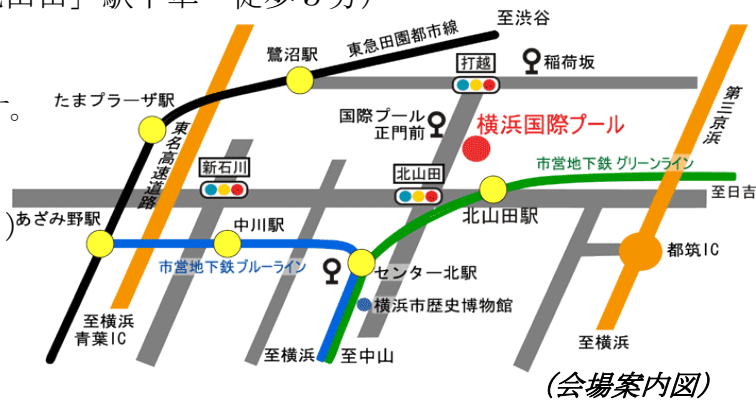 」駅下車 徒歩5分）
至渋谷
東急田園都市線
鷺沼駅
打越
稲荷坂
たまプラーザ駅
す。
国際プール
正門前
横浜国際プール
第三京浜
東名高速道路
新石川
北山田
市営地下鉄 グリーンライン
至日吉
)
あざみ野駅
中川駅
北山田駅
市営地下鉄ブルーライン
センター北駅
都筑IC
横浜市歴史博物館
至横浜
青葉IC
至横浜
至中山
至横浜
(会場案内図)